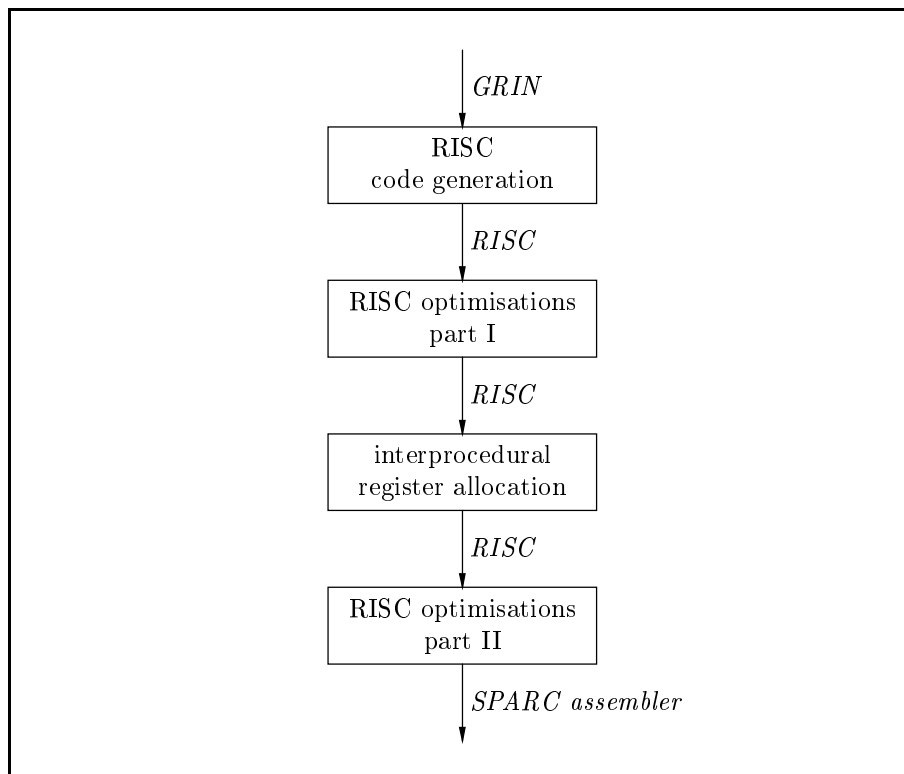 GRIN
RISC
code generation
RISC
RISC optimisations
part I
RISC
interprocedural
register allocation
RISC
RISC optimisations
part II
SPARC assembler